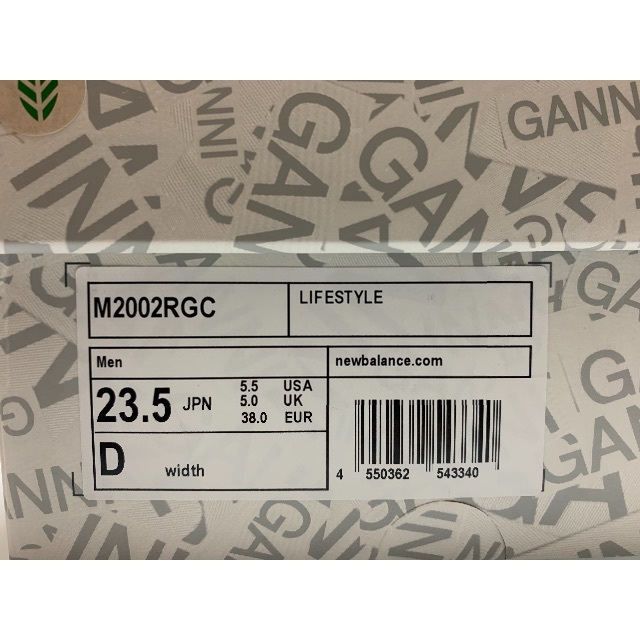 GANNI
GANNI
M2002RGC
LIFESTYLE
Men
newbalance.com
23.5 JPN
5.5 USA
5.0 UK
38.0 EUR
D width
4 550362 543340